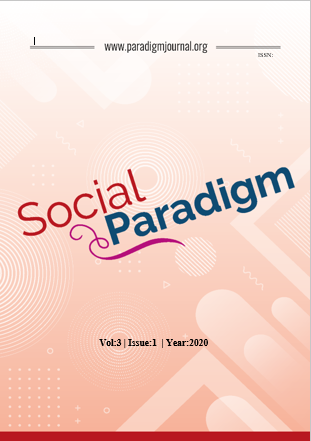 www.paradigmjournal.org
ISSN:
Social
Paradigm
Vol:3 | Issue:1 | Year:2020